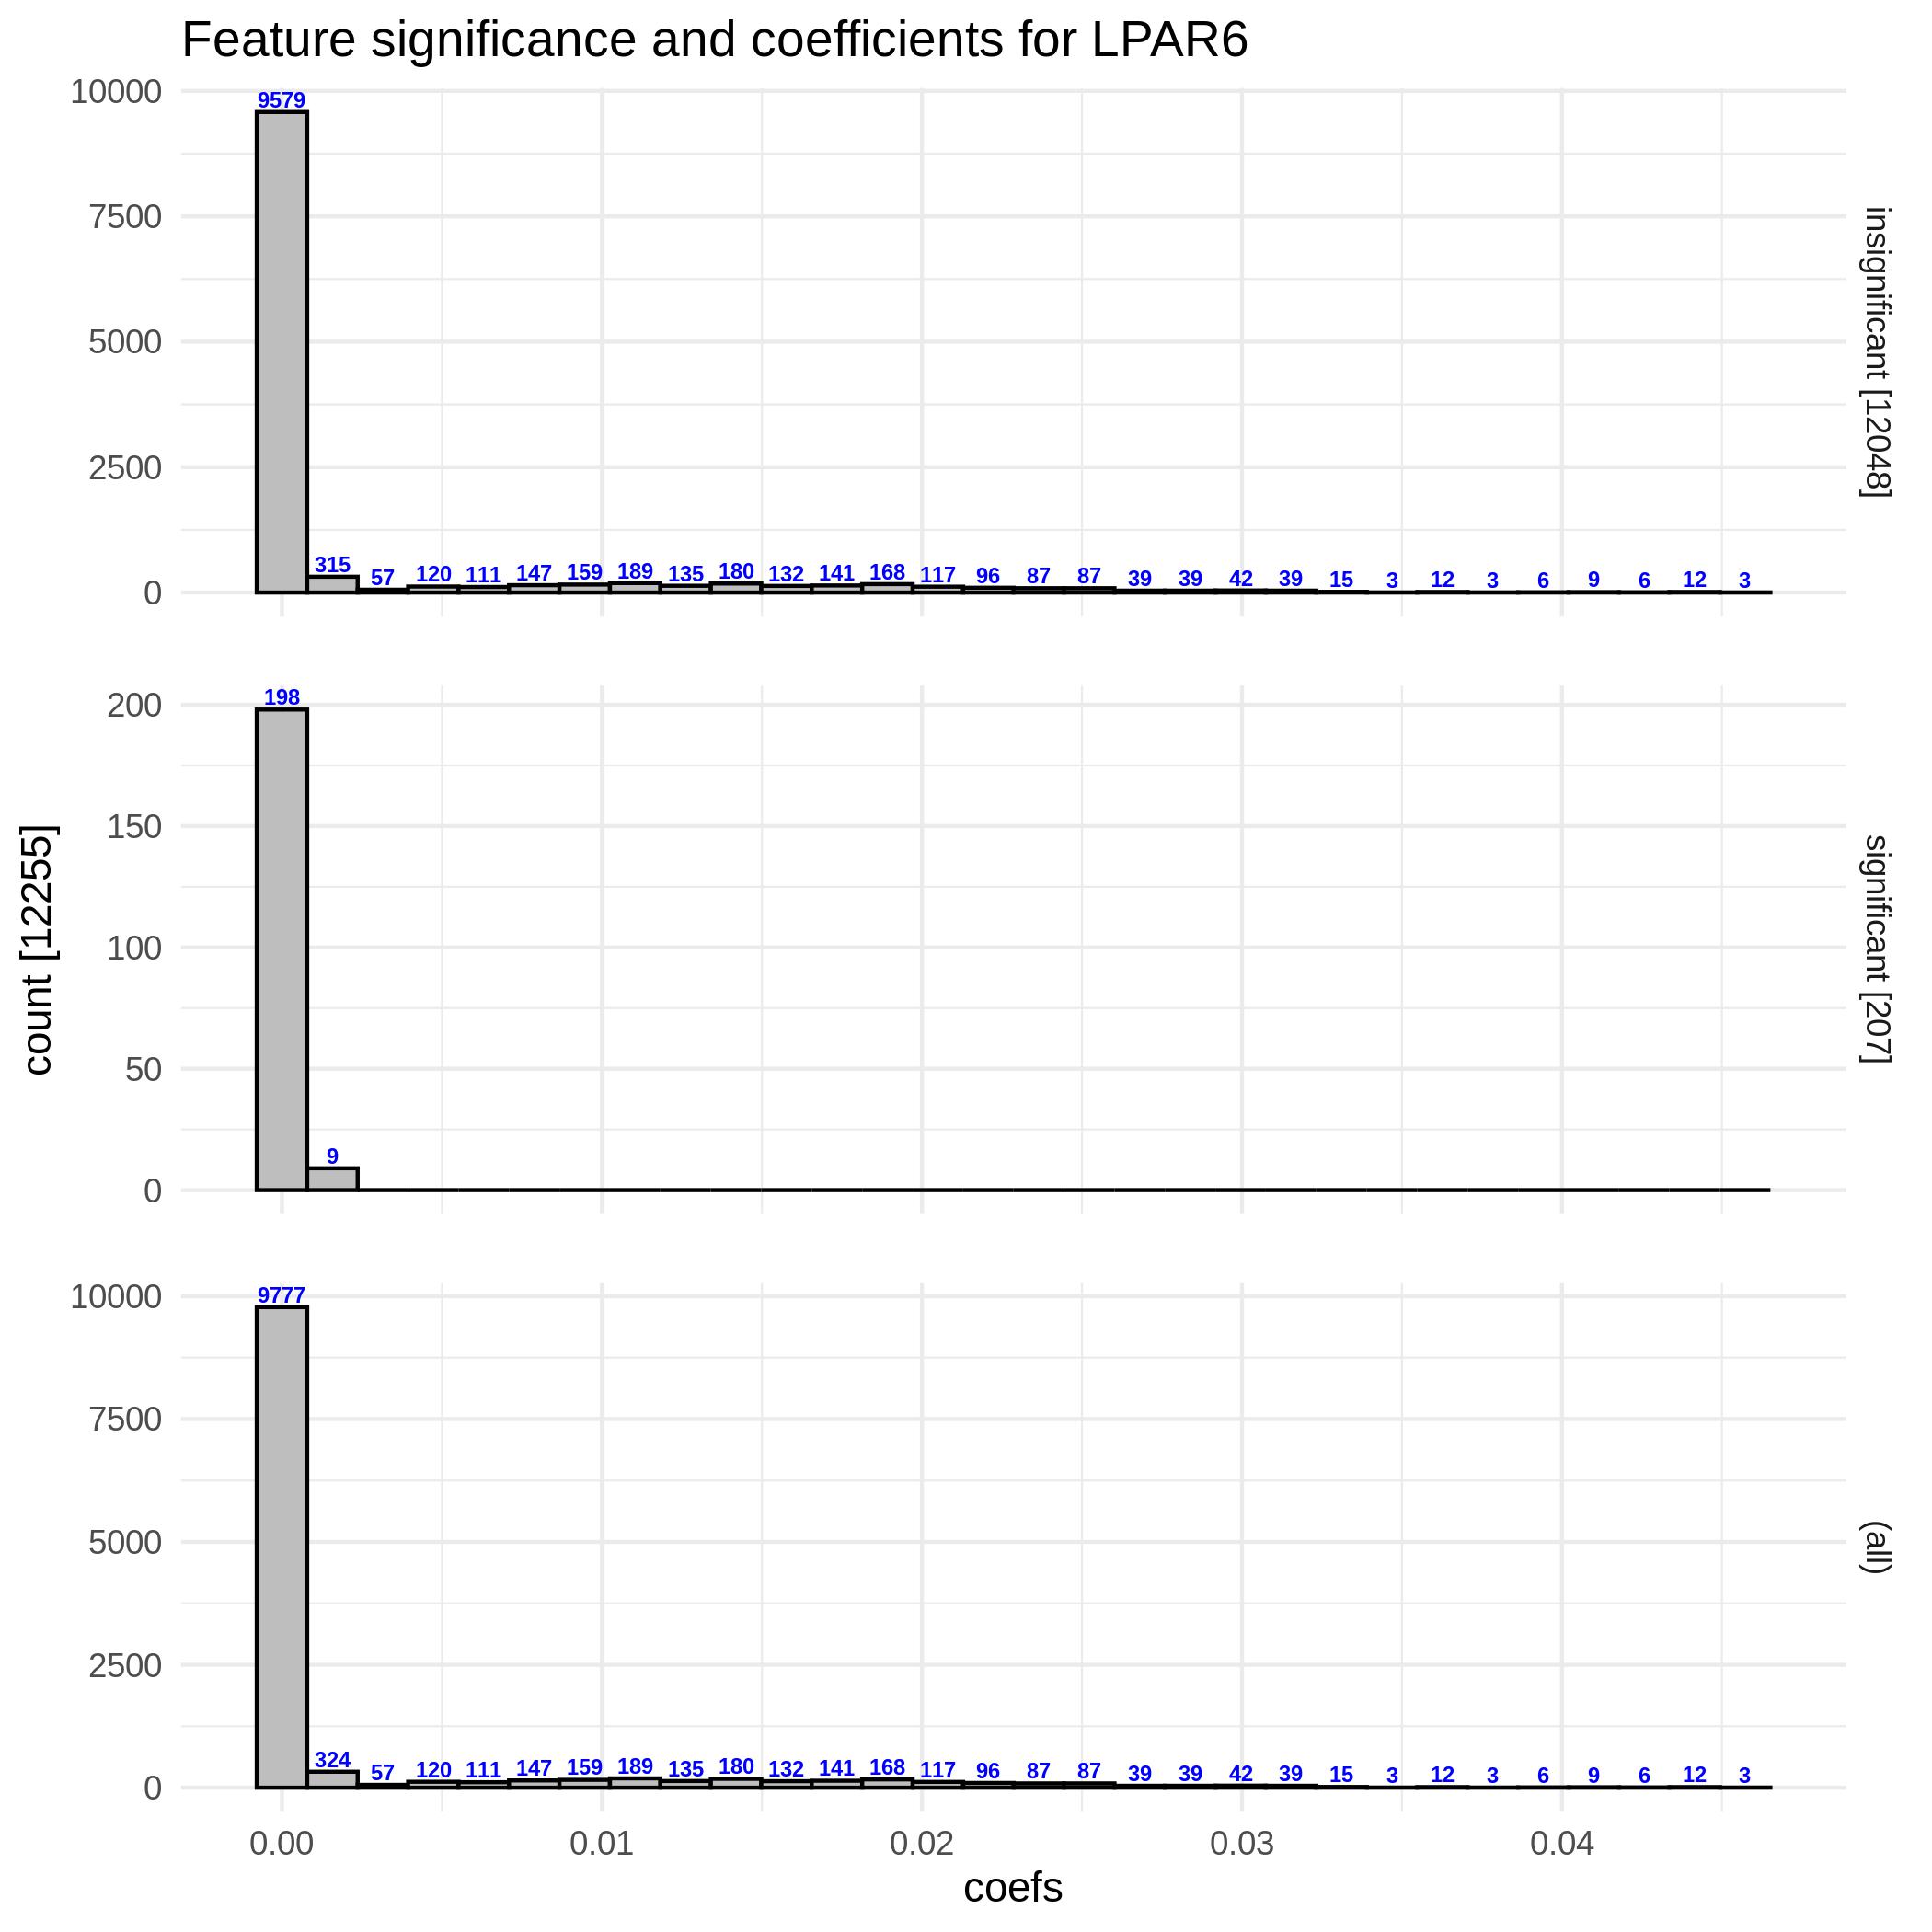 Feature significance and coefficients for LPAR6
10000
7500
5000
2500
0
9579
315 57 120 111 147 159 189 135 180 132 141 168 117 96 87 87 39 39 42 39 15 3 12 3 6 9 6 12 3
insignificant [12048]
count [12255]
200
150
100
50
0
198
9
significant [207]
10000
7500
5000
2500
0
9777
324 57 120 111 147 159 189 135 180 132 141 168 117 96 87 87 39 39 42 39 15 3 12 3 6 9 6 12 3
(all)
0.00 0.01 0.02 0.03 0.04
coefs